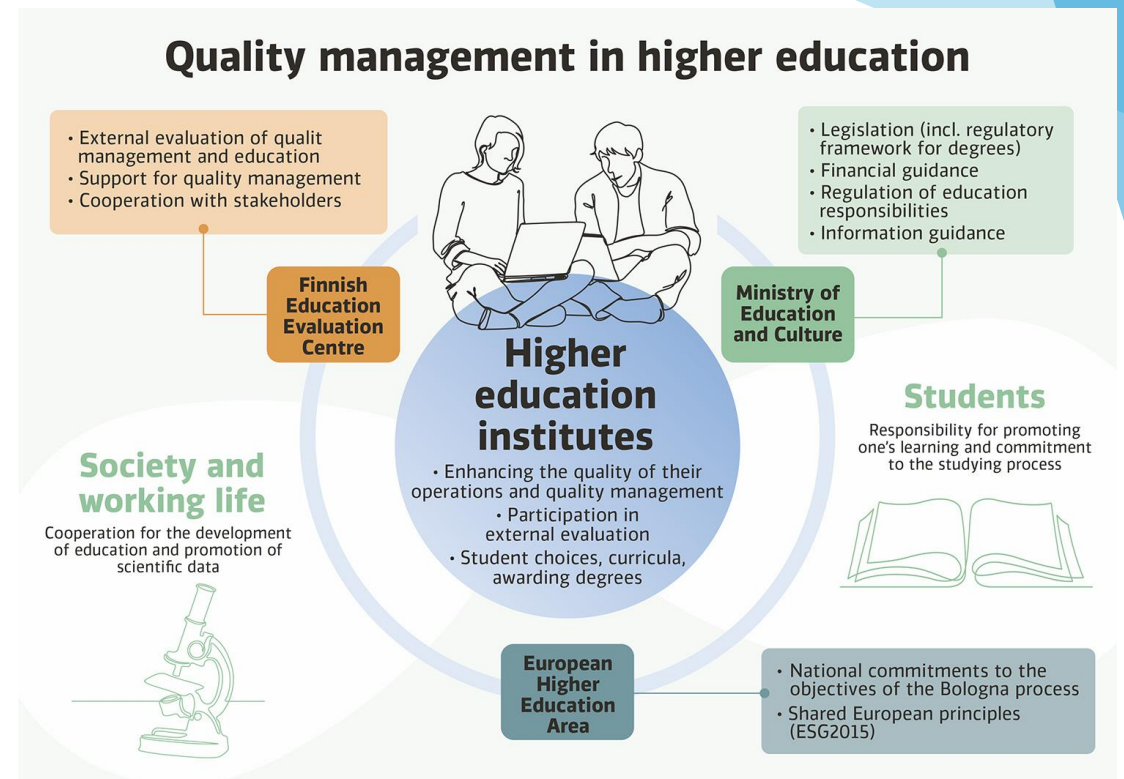 Quality management in higher education
• External evaluation of qualit
management and education
• Support for quality management
• Cooperation with stakeholders
Finnish
Education
Evaluation
Centre
• Legislation (incl. regulatory
framework for degrees)
• Financial guidance
• Regulation of education
responsibilities
• Information guidance
Ministry of
Education
and Culture
Higher
education
institutes
• Enhancing the quality of their
operations and quality management
• Participation in
external evaluation
• Student choices, curricula,
awarding degrees
Students
Responsibility for promoting
one's learning and commitment
to the studying process
Society and
working life
Cooperation for the development
of education and promotion of
scientific data
European
Higher
Education
Area
• National commitments to the
objectives of the Bologna process
• Shared European principles
(ESG2015)